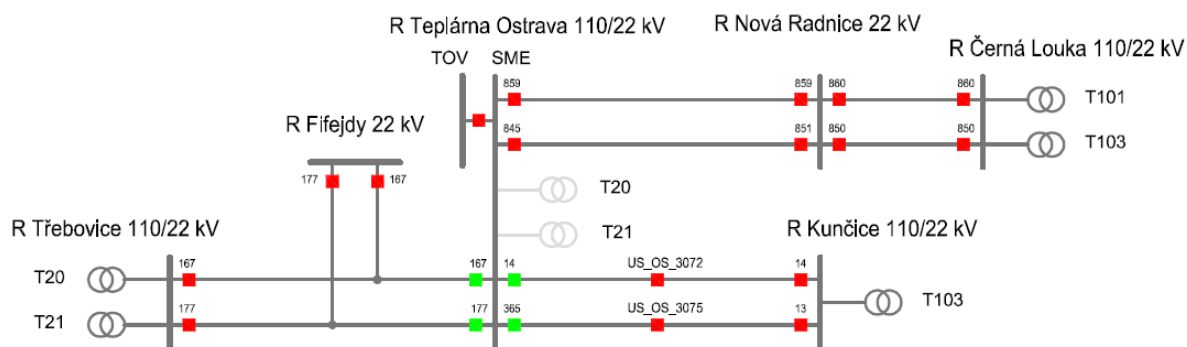 R Teplárna Ostrava 110/22 kV
R Nová Radnice 22 kV
R Černá Louka 110/22 kV
TOV SME
859 859 860 860
T101
R Fifejdy 22 kV
845 851 850 850
T103
177 167
T20
T21
R Třebovice 110/22 kV
R Kunčice 110/22 kV
T20
167 167 14 US_OS_3072 14
T103
T21
177 177 365 US_OS_3075 13